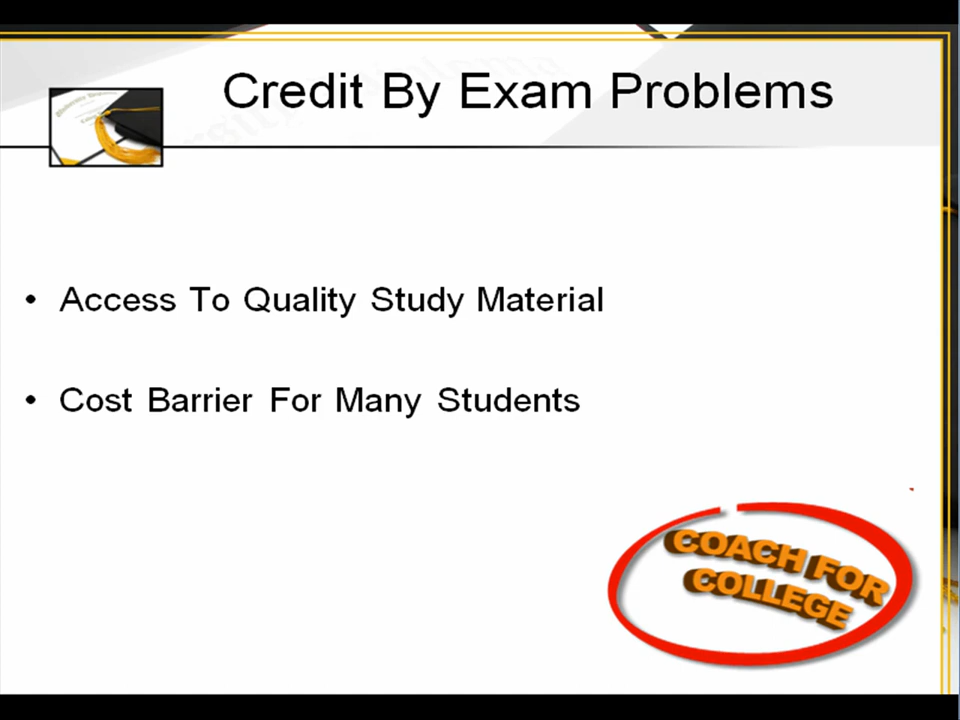 Credit By Exam Problems
• Access To Quality Study Material
• Cost Barrier For Many Students
COACH FOR
COLLEGE